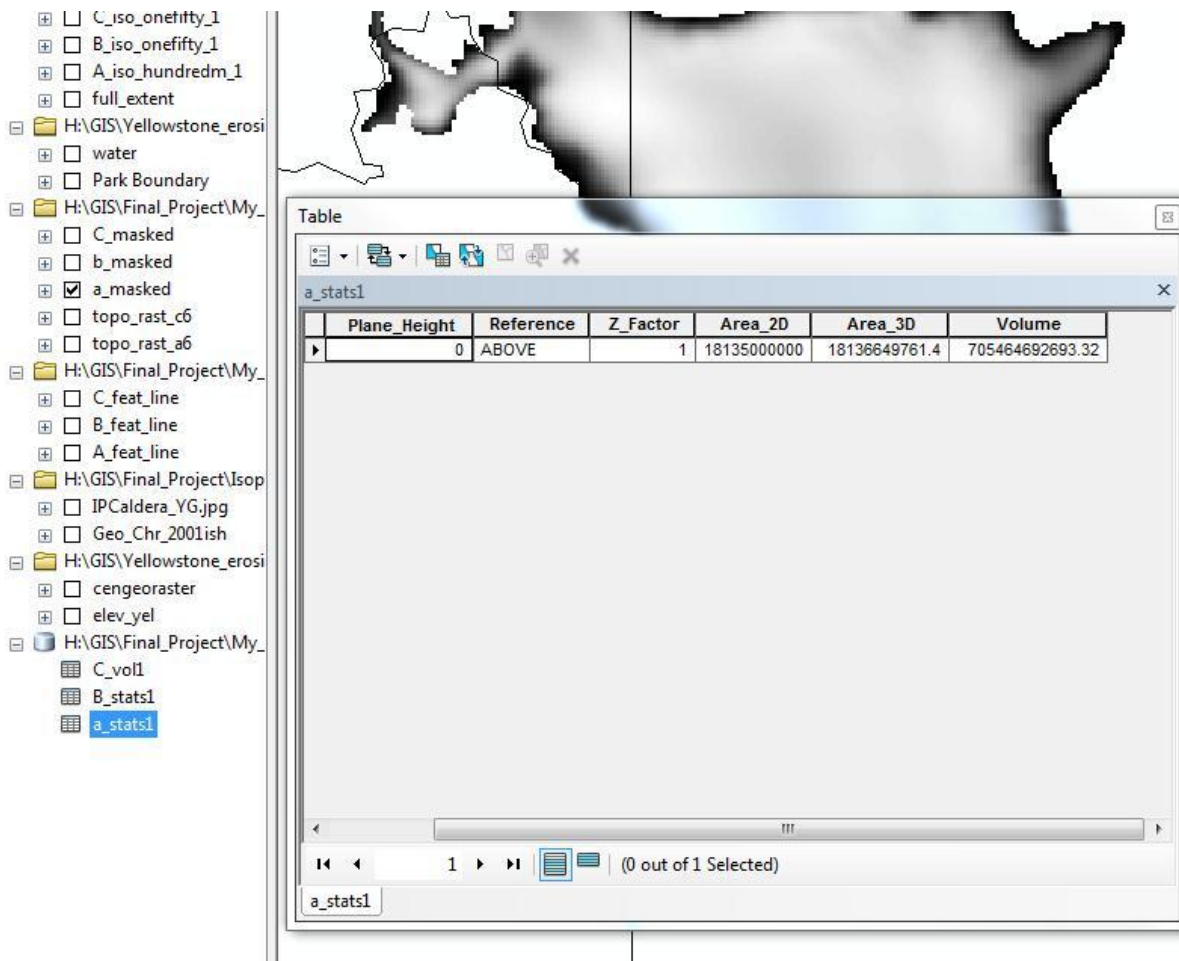 C_iso_onefifty_1
B_iso_onefifty_1
A_iso_hundredm_1
full_extent
H:\GIS\Yellowstone_erosi
water
Park Boundary
H:\GIS\Final_Project\My_
C_masked
b_masked
a_masked
topo_rast_c6
topo_rast_a6
H:\GIS\Final_Project\My_
C_feat_line
B_feat_line
A_feat_line
H:\GIS\Final_Project\Isop
IPCaldera_YG.jpg
Geo_Chr_2001ish
H:\GIS\Yellowstone_erosi
cengeoraster
elev_yel
H:\GIS\Final_Project\My_
C_vol1
B_stats1
a_stats1
Table
a_stats1
Plane_Height Reference Z_Factor Area_2D Area_3D Volume
0 ABOVE 1 18135000000 18136649761.4 705464692693.32
1 (0 out of 1 Selected)
a_stats1